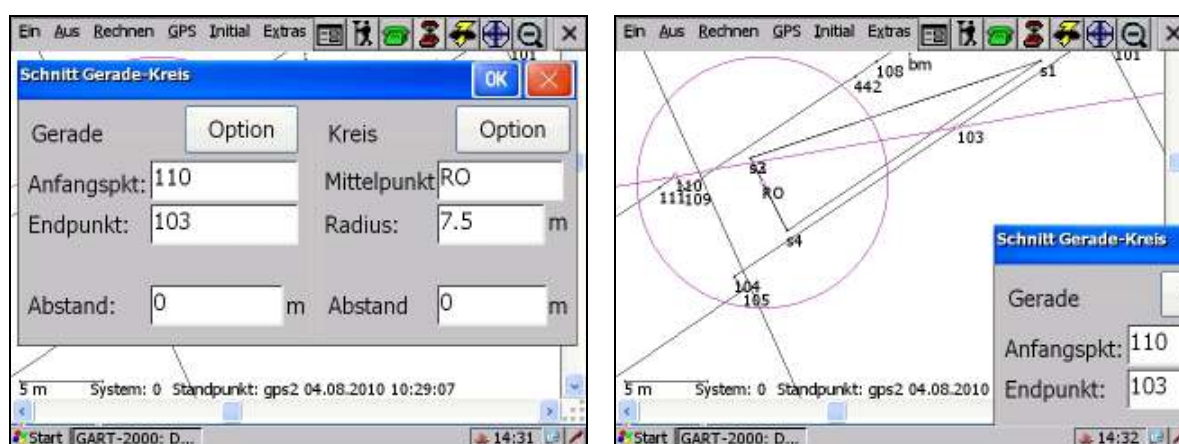 Ein Aus Rechnen GPS Initial Extras
101
Schnitt Gerade-Kreis OK
Gerade Option Kreis Option
Anfangspkt: 110 Mittelpunkt RO
Endpunkt: 103 Radius: 7.5 m
Abstand: 0 m Abstand 0 m
5 m System: 0 Standpunkt: gps2 04.08.2010 10:29:07
Start GART-2000: D... 14:31
Ein Aus Rechnen GPS Initial Extras
101
108 bm
s1
442
103
110
RO
111 109
s4
104
105
Schnitt Gerade-Kreis
Gerade
Anfangspkt: 110
Endpunkt: 103
5 m System: 0 Standpunkt: gps2 04.08.2010
Start GART-2000: D... 14:32